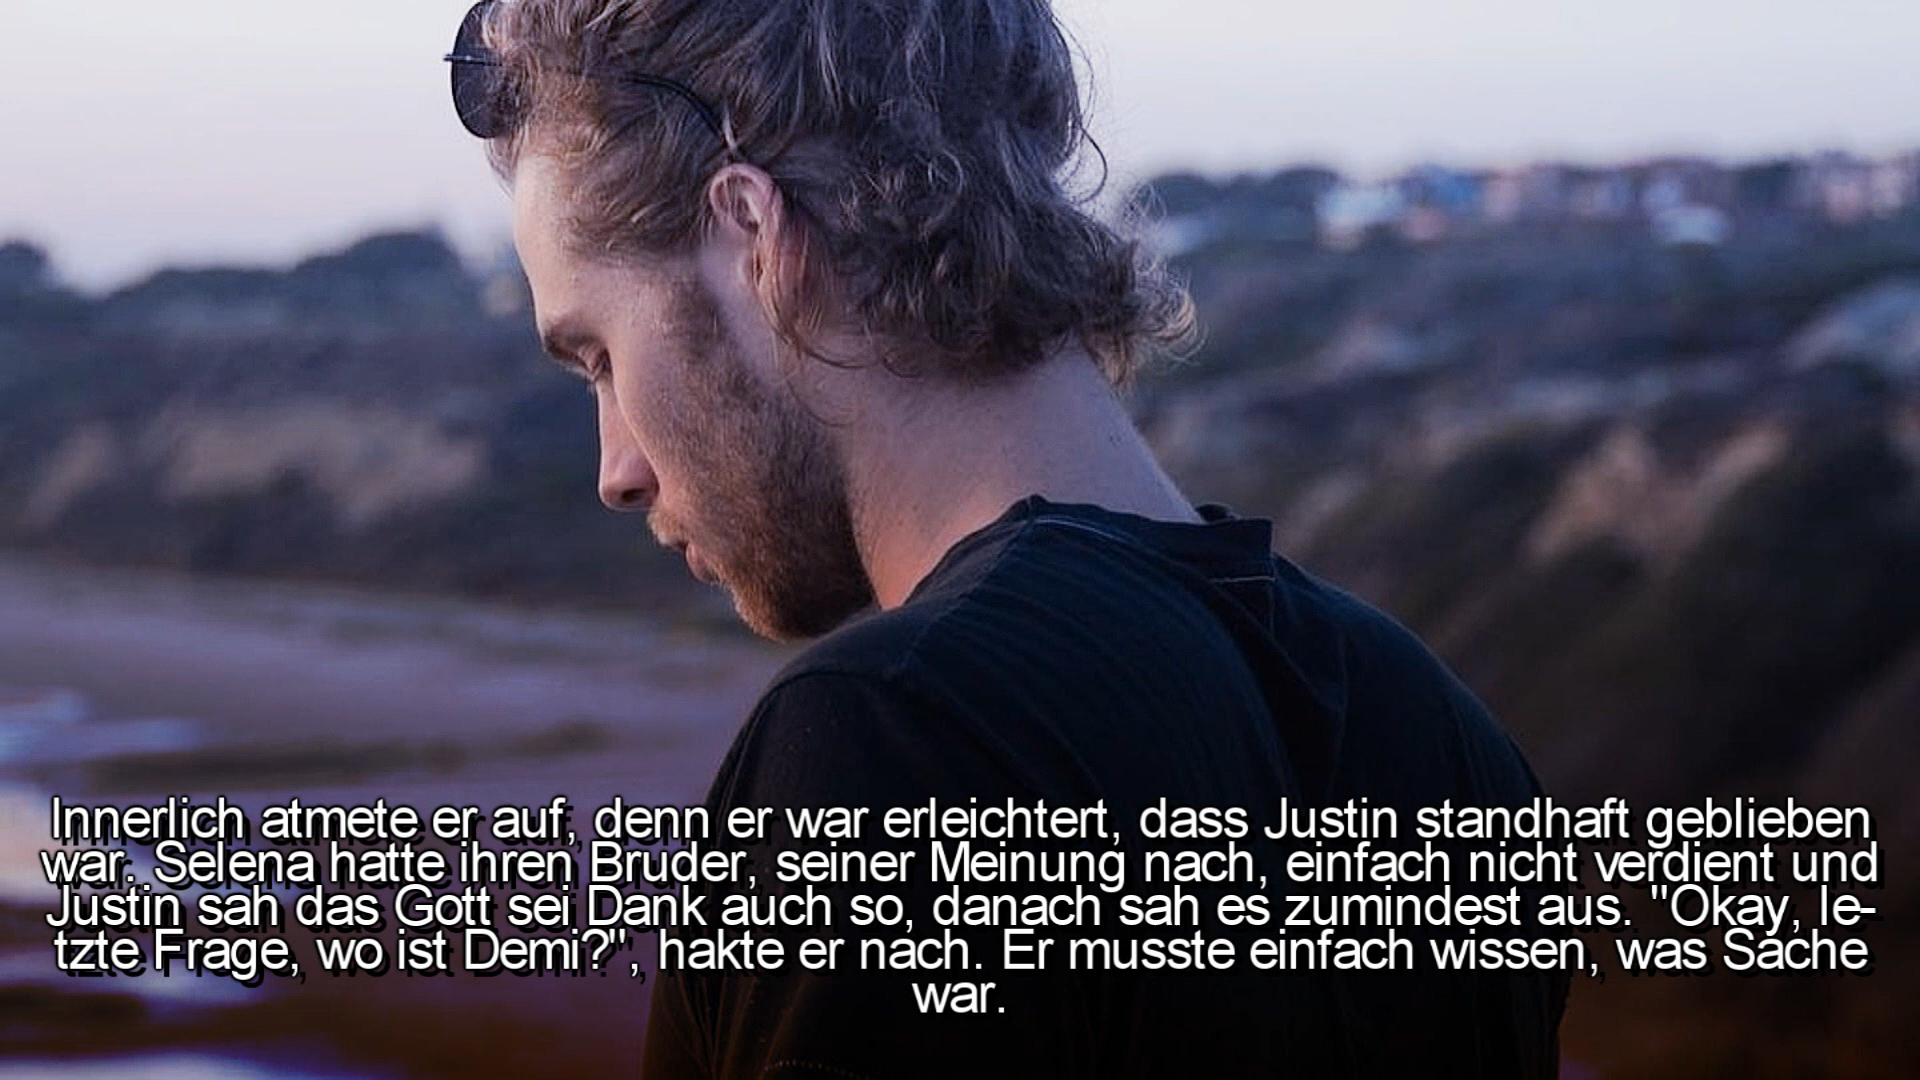 Innerlich atmete er auf, denn er war erleichtert, dass Justin standhaft geblieben
war. Selena hatte ihren Bruder, seiner Meinung nach, einfach nicht verdient und
Justin sah das Gott sei Dank auch so, danach sah es zumindest aus. "Okay, le-
tzte Frage, wo ist Demi?", hakte er nach. Er musste einfach wissen, was Sache
war.